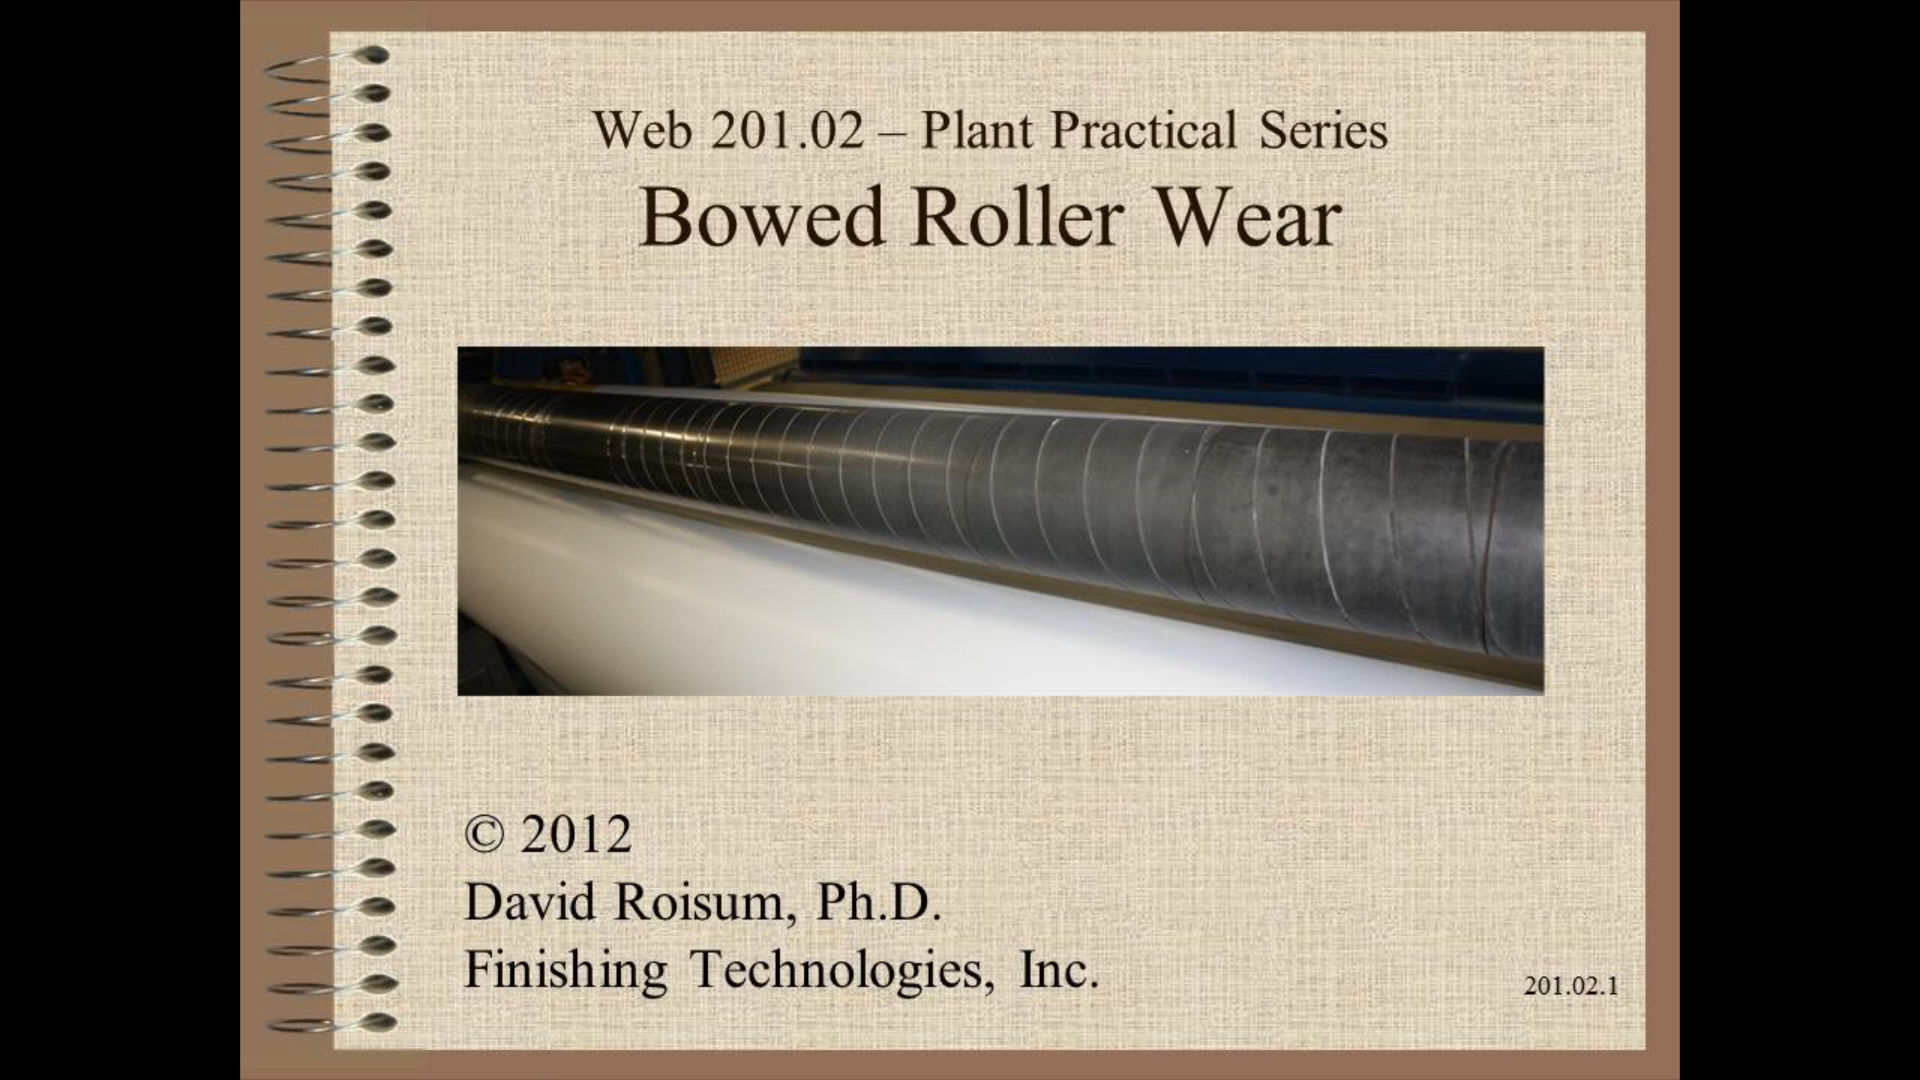 Web 201.02 – Plant Practical Series
Bowed Roller Wear
© 2012
David Roisum, Ph.D.
Finishing Technologies, Inc.
201.02.1